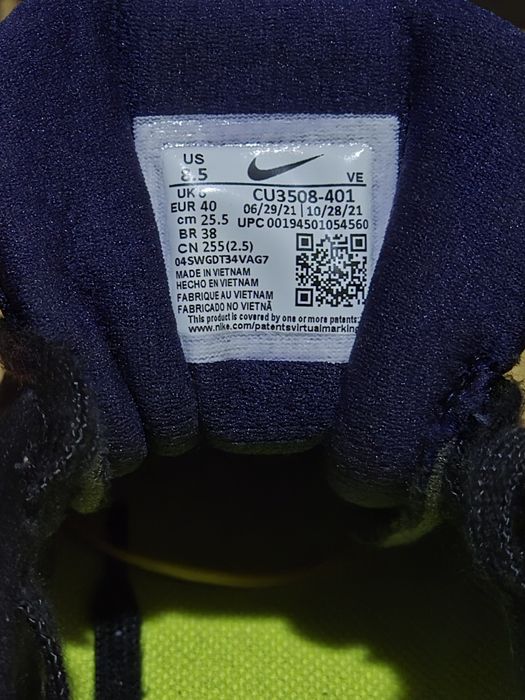 US
8.5
VE
UK 6
CU3508-401
EUR 40
06/29/21 | 10/28/21
cm 25.5
UPC 00194501054560
BR 38
CN 255(2.5)
04SWGDT34VAG7
MADE IN VIETNAM
HECHO EN VIETNAM
FABRIQUE AU VIETNAM
FABRICADO NO VIETNÃ
This product is covered by one or more patents:
www.nike.com/patentsvirtualmarking